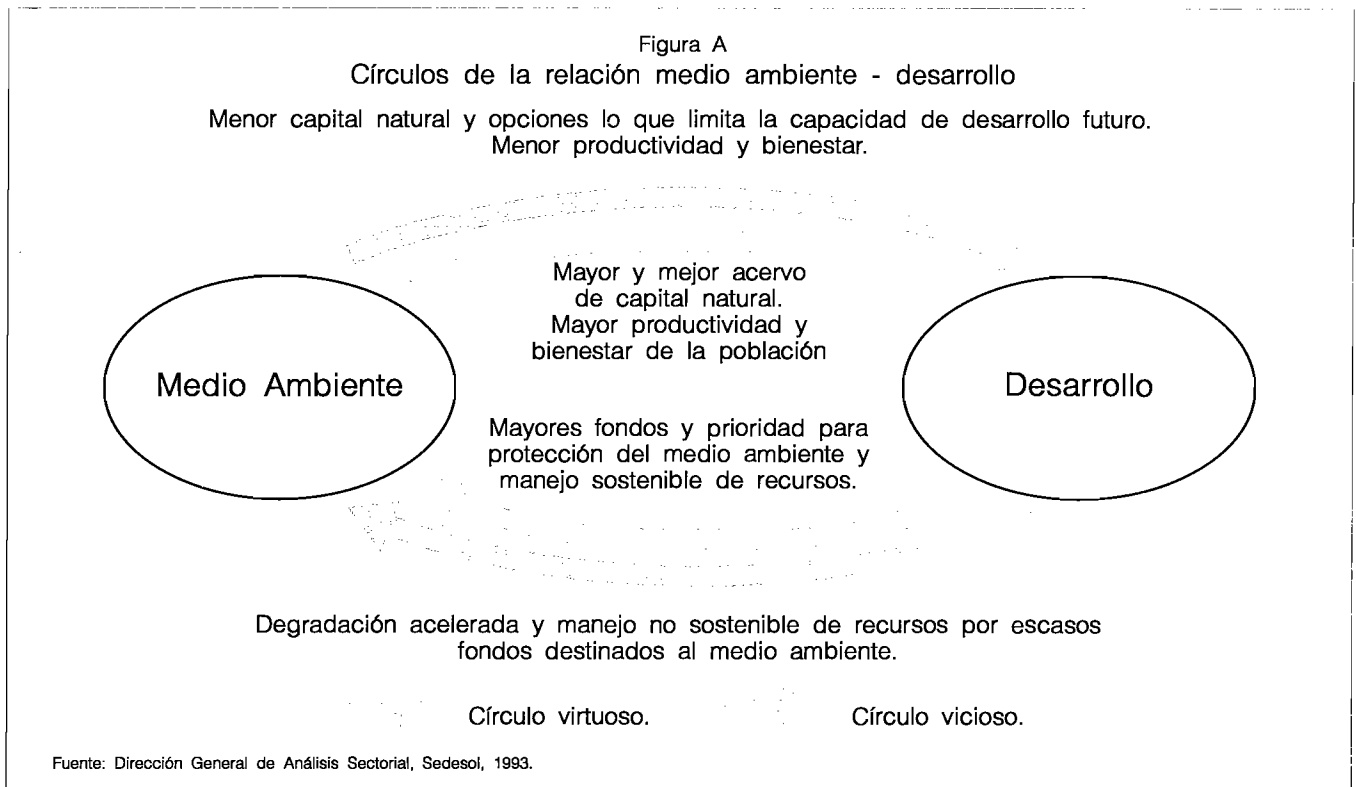 Figura A
Círculos de la relación medio ambiente - desarrollo
Menor capital natural y opciones lo que limita la capacidad de desarrollo futuro.
Menor productividad y bienestar.
Mayor y mejor acervo
de capital natural.
Mayor productividad y
bienestar de la población
Medio Ambiente
Desarrollo
Mayores fondos y prioridad para
protección del medio ambiente y
manejo sostenible de recursos.
Degradación acelerada y manejo no sostenible de recursos por escasos
fondos destinados al medio ambiente.
Círculo virtuoso.
Círculo vicioso.
Fuente: Dirección General de Análisis Sectorial, Sedesol, 1993.